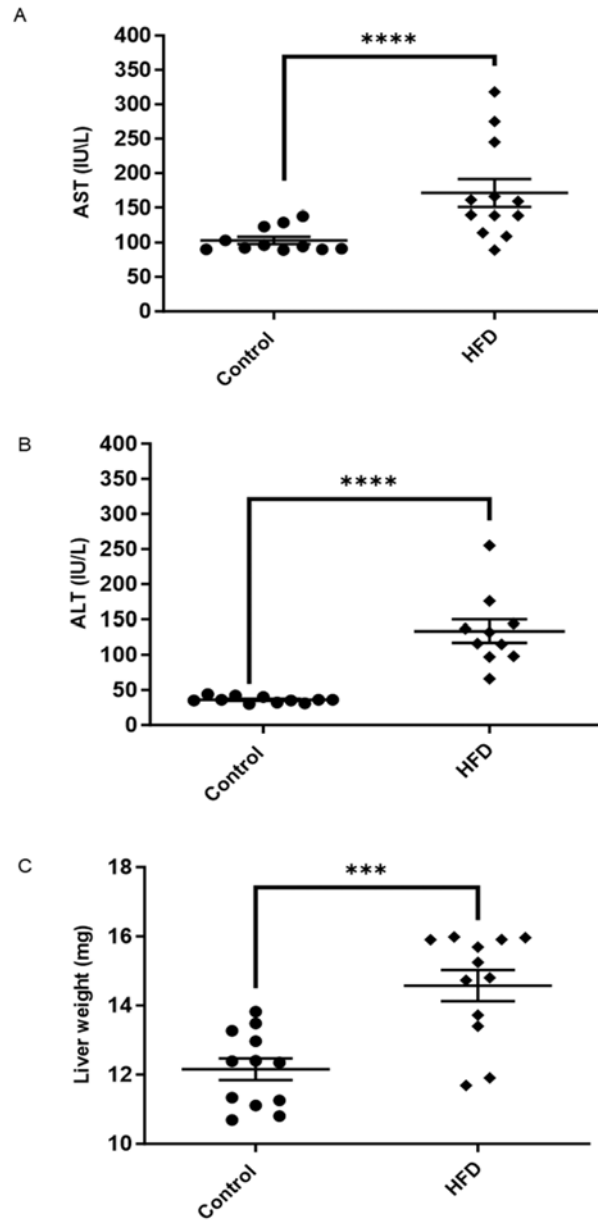 A
AST (IU\L)
400
350
300
250
200
150
100
50
0
****
Control
HFD
B
ALT (IU/L)
400
350
300
250
200
150
100
50
0
****
Control
HFD
C
Liver weight (mg)
18
16
14
12
10
***
Control
HFD